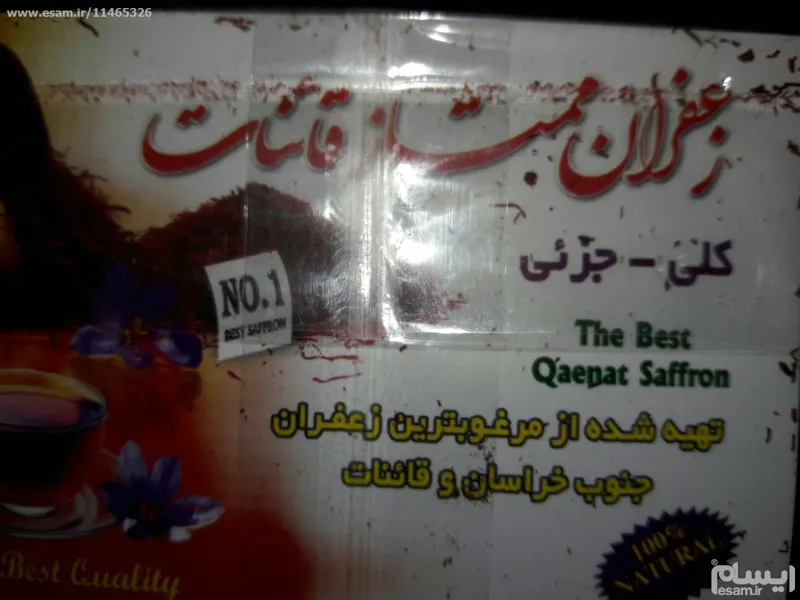 www.esam.ir/11465326
زعفران ممتاز قائنات
کلی - جزئی
NO.1
BEST SAFFRON
The Best
Qaenat Saffron
تهیه شده از مرغوبترین زعفران
جنوب خراسان و قائنات
100%
NATURAL
Best Quality
ایسام
esam.ir